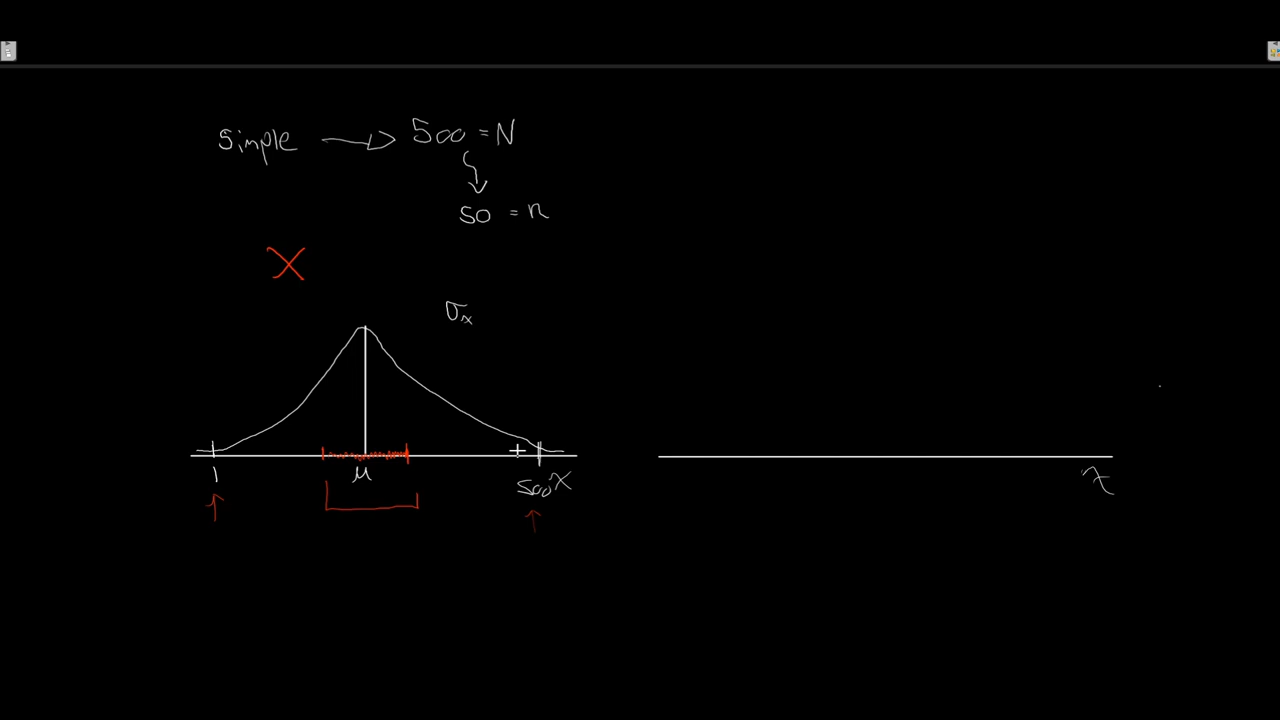 Simple → 500 = N
50 = n
X
σx
1 μ 500 X
x